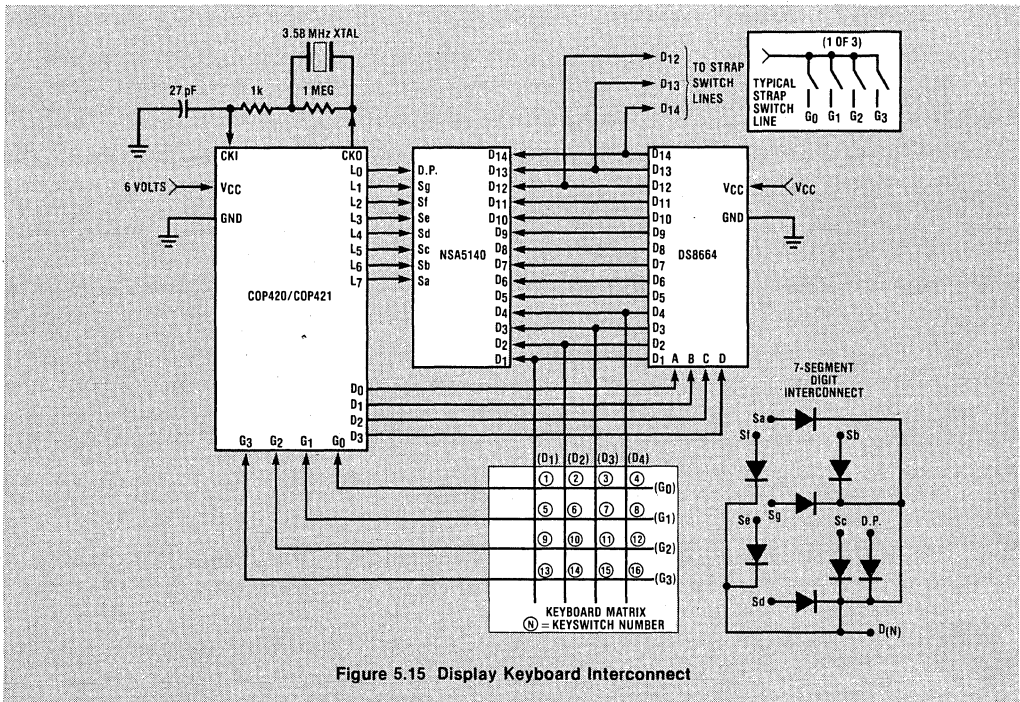 3.58 MHz XTAL
27 pF
1k
1 MEG
CKI
CKO
6 VOLTS
VCC
GND
COP420/COP421
L0
L1
L2
L3
L4
L5
L6
L7
D0
D1
D2
D3
G3
G2
G1
G0
D.P.
Sg
Sf
Se
Sd
Sc
Sb
Sa
NSA5140
D14
D13
D12
D11
D10
D9
D8
D7
D6
D5
D4
D3
D2
D1
D12
D13
D14
TO STRAP
SWITCH
LINES
D14
D13
D12
D11
D10
D9
D8
D7
D6
D5
D4
D3
D2
D1
A B C D
VCC
VCC
GND
DS8664
(1 OF 3)
TYPICAL
STRAP
SWITCH
LINE
G0 G1 G2 G3
7-SEGMENT
DIGIT
INTERCONNECT
Sa
Sf
Sb
Sg
Se
Sc
D.P.
Sd
D(N)
(D1) (D2) (D3) (D4)
1 2 3 4 (G0)
5 6 7 8 (G1)
9 10 11 12 (G2)
13 14 15 16 (G3)
KEYBOARD MATRIX
N = KEYSWITCH NUMBER
Figure 5.15 Display Keyboard Interconnect